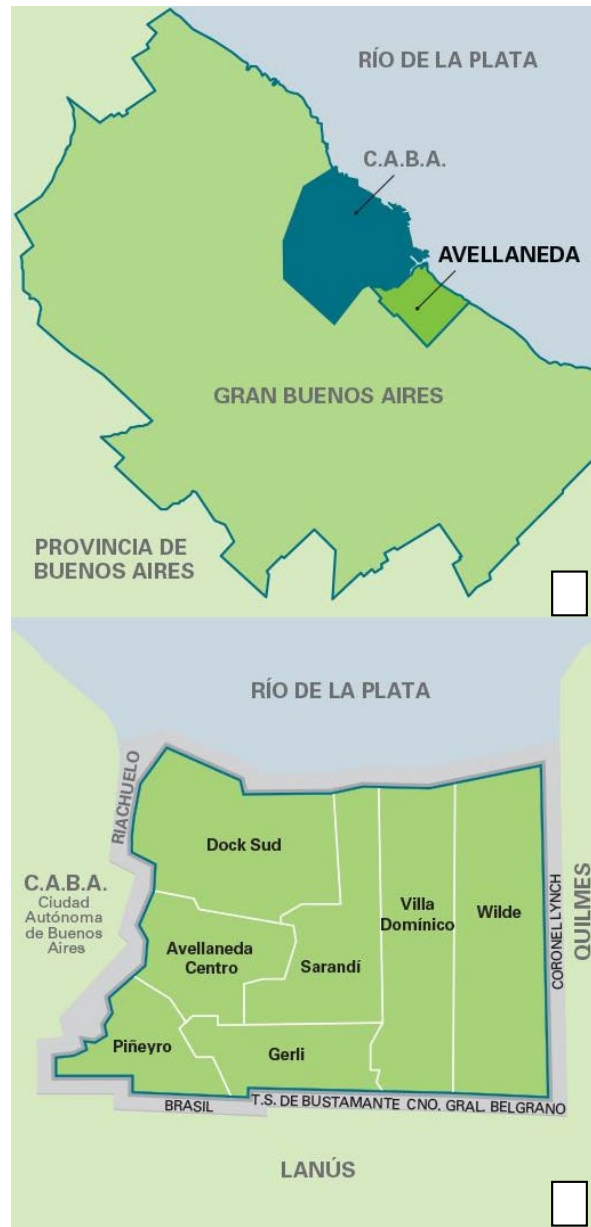 RÍO DE LA PLATA
C.A.B.A.
AVELLANEDA
GRAN BUENOS AIRES
PROVINCIA DE
BUENOS AIRES
RÍO DE LA PLATA
RIACHUELO
Dock Sud
C.A.B.A.
Ciudad
Autónoma
de Buenos
Aires
Villa
Domínico
Wilde
CORONEL LYNCH
QUILMES
Avellaneda
Centro
Sarandí
Piñeyro
Gerli
BRASIL
T.S. DE BUSTAMANTE CNO. GRAL. BELGRANO
LANÚS